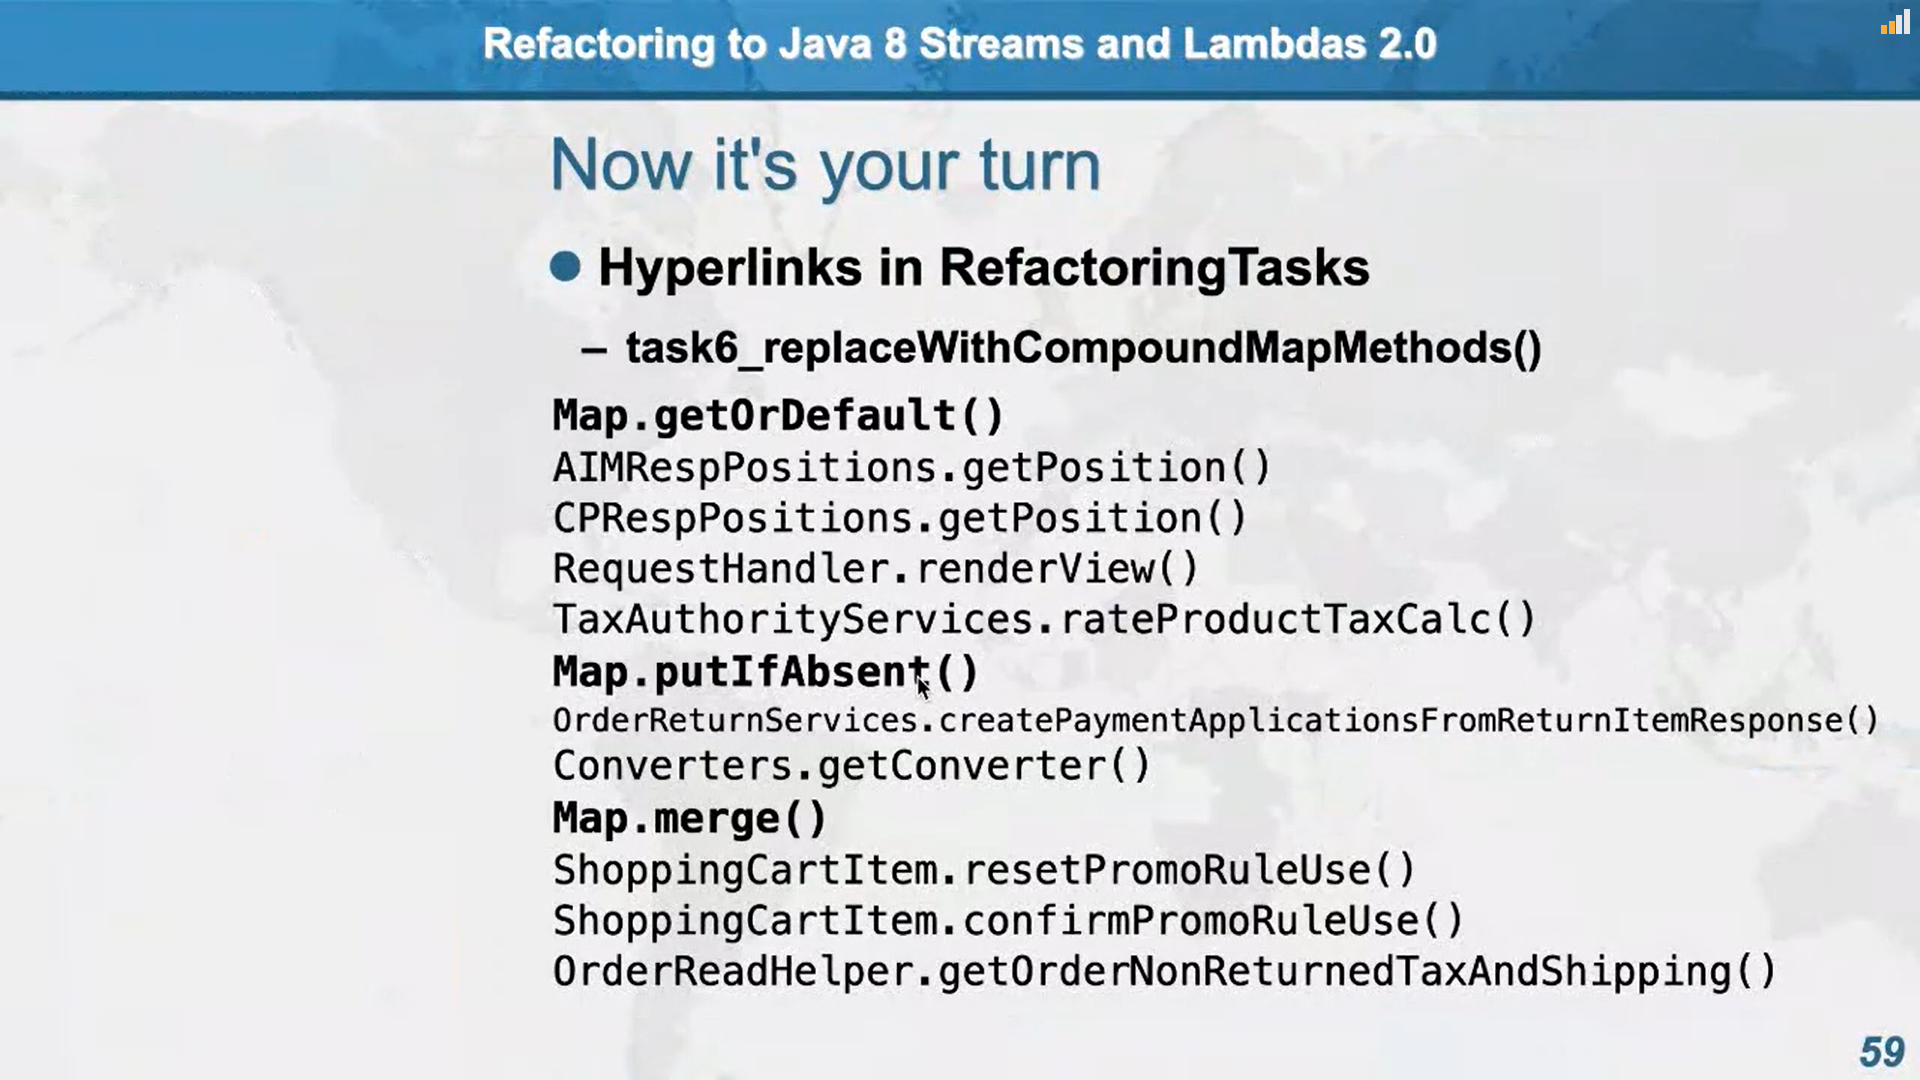 Refactoring to Java 8 Streams and Lambdas 2.0
Now it's your turn
● Hyperlinks in RefactoringTasks
– task6_replaceWithCompoundMapMethods()
Map.getOrDefault()
AIMRespPositions.getPosition()
CPRespPositions.getPosition()
RequestHandler.renderView()
TaxAuthorityServices.rateProductTaxCalc()
Map.putIfAbsent()
OrderReturnServices.createPaymentApplicationsFromReturnItemResponse()
Converters.getConverter()
Map.merge()
ShoppingCartItem.resetPromoRuleUse()
ShoppingCartItem.confirmPromoRuleUse()
OrderReadHelper.getOrderNonReturnedTaxAndShipping()
59